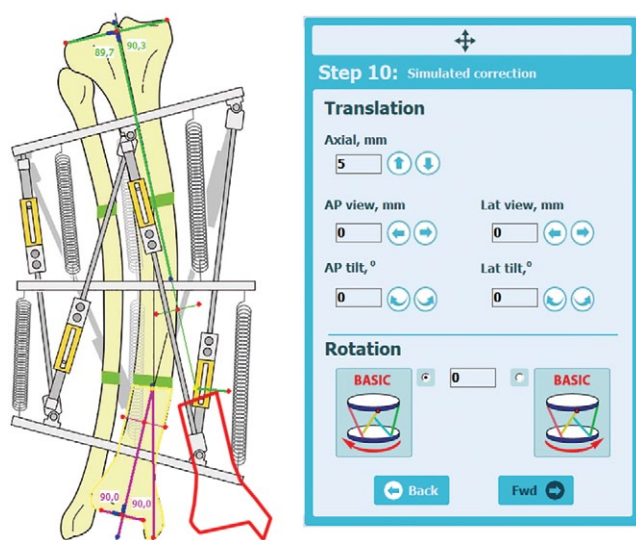 89,7
90,3
90,0
90,0
Step 10: Simulated correction
Translation
Axial, mm
5
AP view, mm
Lat view, mm
0
0
AP tilt,°
Lat tilt,°
0
0
Rotation
BASIC
0
BASIC
Back
Fwd